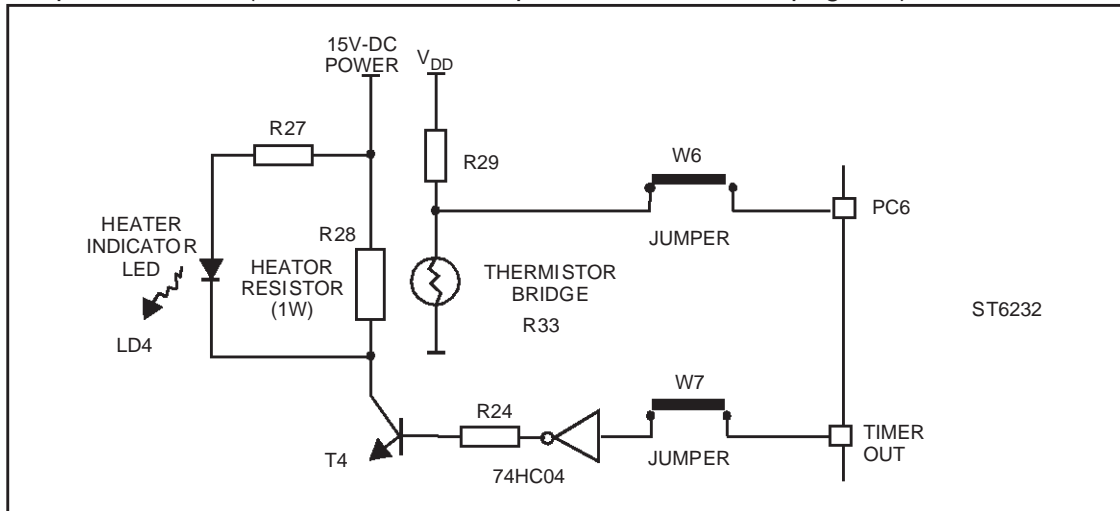 15V-DC
POWER
VDD
R27
R29
W6
PC6
JUMPER
HEATER
INDICATOR
LED
R28
HEATOR
RESISTOR
(1W)
THERMISTOR
BRIDGE
R33
ST6232
LD4
W7
R24
TIMER
OUT
T4
74HC04
JUMPER